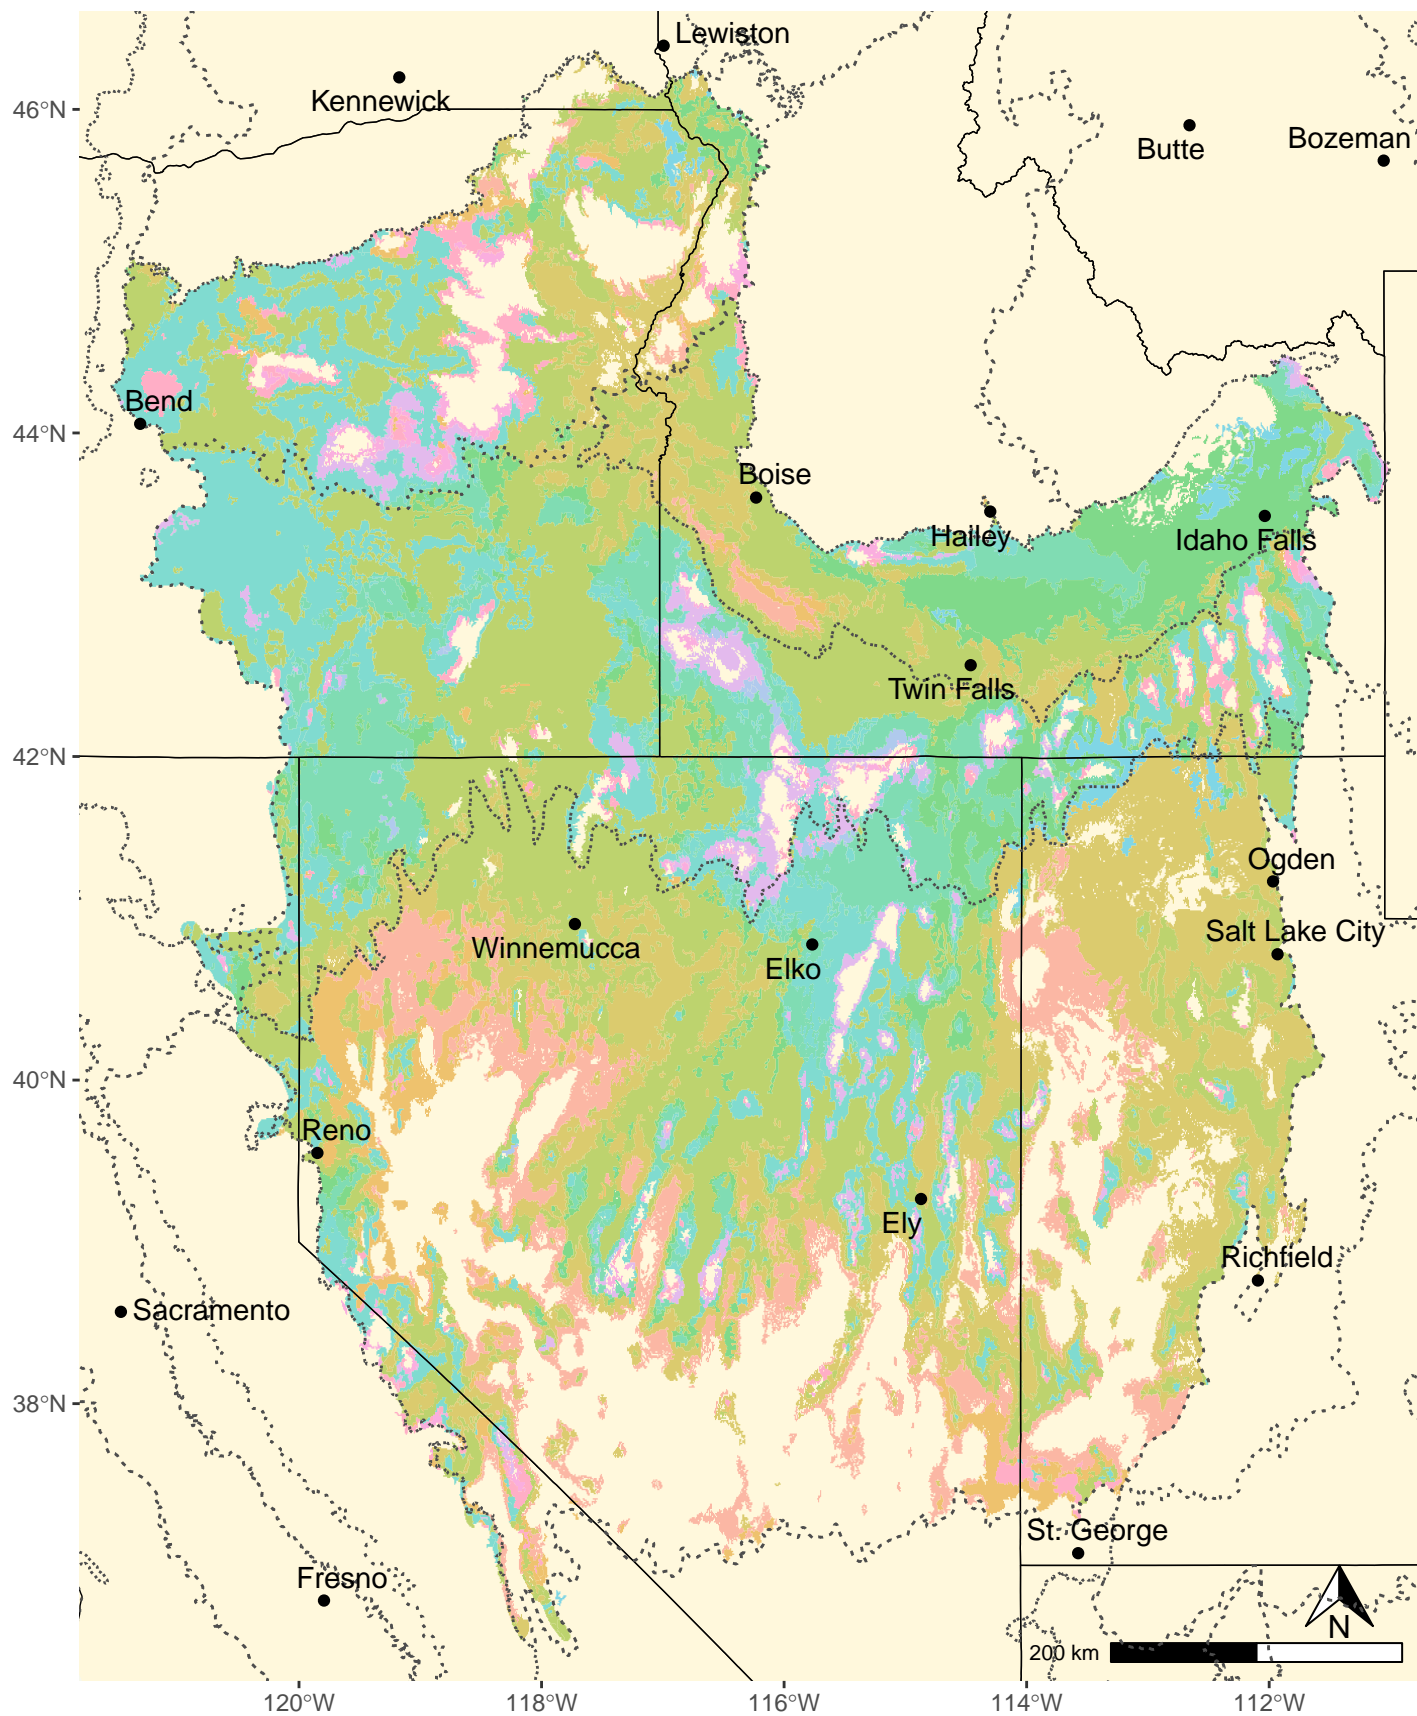 Lewiston
Kennewick
46°N
Butte
Bozeman
Bend
44°N
Boise
Hailey
Idaho Falls
Twin Falls
42°N
Ogden
Winnemucca
Elko
Salt Lake City
40°N
Reno
Ely
Richfield
Sacramento
38°N
St. George
Fresno
N
200 km
120°W
118°W
116°W
114°W
112°W